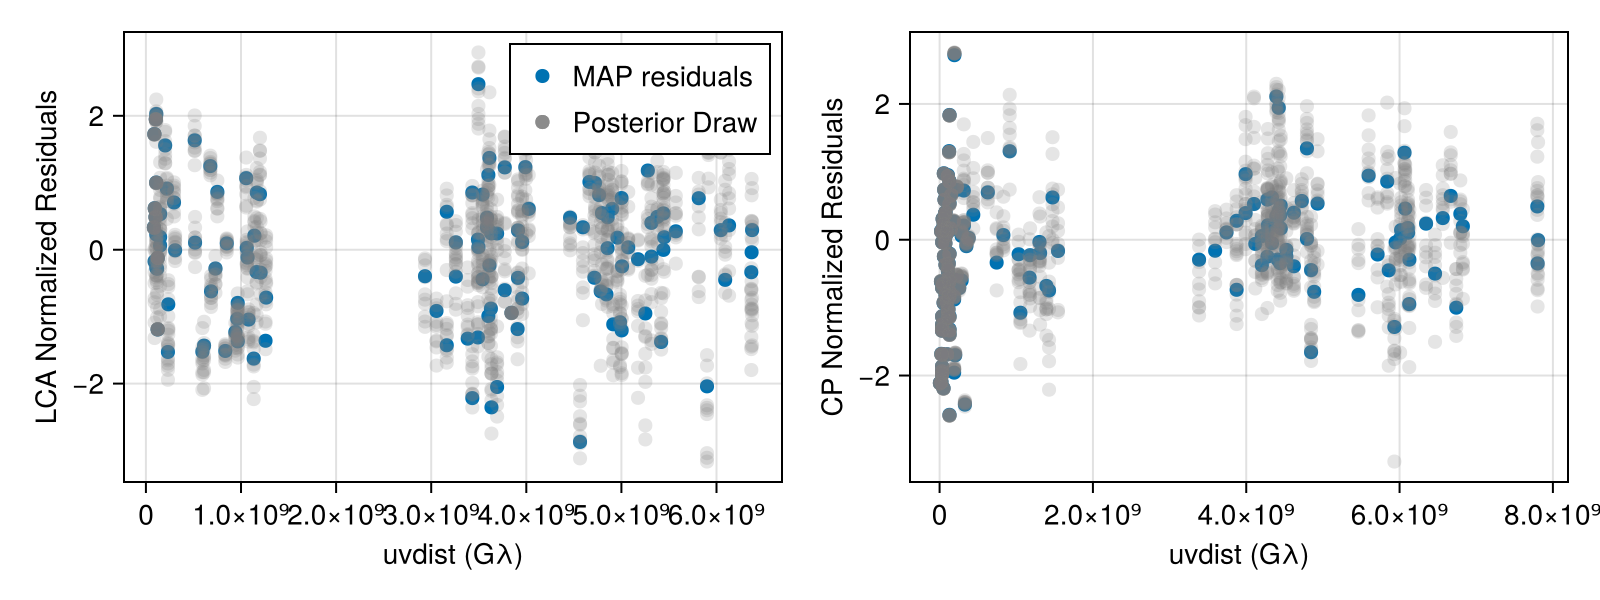 LCA Normalized Residuals
2
0
−2
MAP residuals
Posterior Draw
0 1.0×10⁹ 2.0×10⁹ 3.0×10⁹ 4.0×10⁹ 5.0×10⁹ 6.0×10⁹
uvdist (Gλ)
CP Normalized Residuals
2
0
−2
0 2.0×10⁹ 4.0×10⁹ 6.0×10⁹ 8.0×10⁹
uvdist (Gλ)